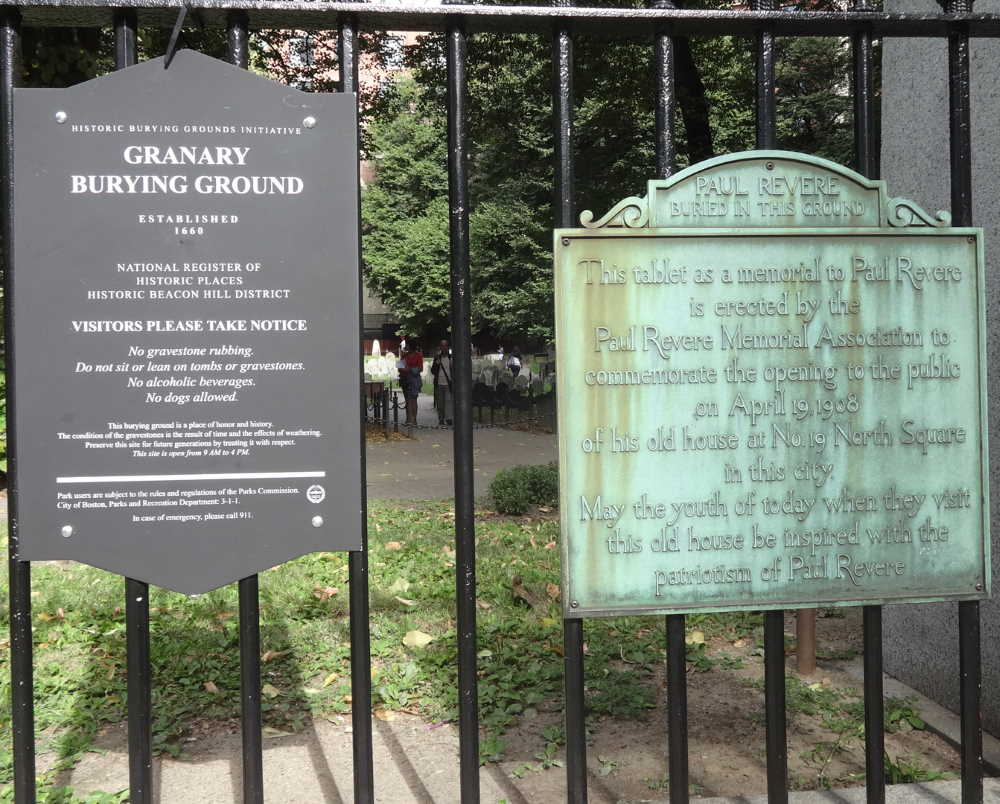 HISTORIC BURYING GROUNDS INITIATIVE
GRANARY
BURYING GROUND
ESTABLISHED
1660
NATIONAL REGISTER OF
HISTORIC PLACES
HISTORIC BEACON HILL DISTRICT
VISITORS PLEASE TAKE NOTICE
No gravestone rubbing.
Do not sit or lean on tombs or gravestones.
No alcoholic beverages.
No dogs allowed.
This burying ground is a place of honor and history.
The condition of the gravestones is the result of time and the effects of weathering.
Preserve this site for future generations by treating it with respect.
This site is open from 9 AM to 4 PM.
Park users are subject to the rules and regulations of the Parks Commission.
City of Boston, Parks and Recreation Department: 3-1-1.
In case of emergency, please call 911.
PAUL REVERE
BURIED IN THIS GROUND
This tablet as a memorial to Paul Revere
is erected by the
Paul Revere Memorial Association to
commemorate the opening to the public
on April 19, 1908
of his old house at No. 19 North Square
in this city
May the youth of today when they visit
this old house be inspired with the
patriotism of Paul Revere